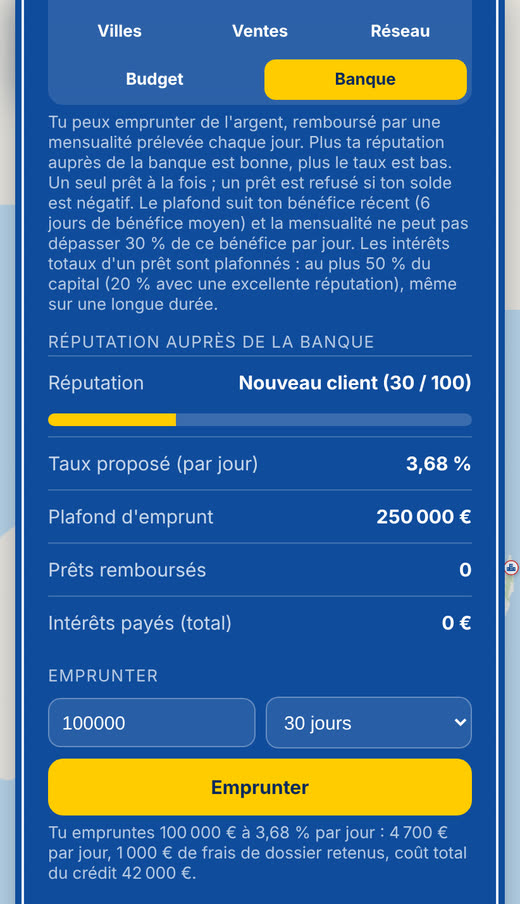 Villes Ventes Réseau
Budget Banque
Tu peux emprunter de l'argent, remboursé par une
mensualité prélevée chaque jour. Plus ta réputation
auprès de la banque est bonne, plus le taux est bas.
Un seul prêt à la fois ; un prêt est refusé si ton solde
est négatif. Le plafond suit ton bénéfice récent (6
jours de bénéfice moyen) et la mensualité ne peut pas
dépasser 30 % de ce bénéfice par jour. Les intérêts
totaux d'un prêt sont plafonnés : au plus 50 % du
capital (20 % avec une excellente réputation), même
sur une longue durée.
RÉPUTATION AUPRÈS DE LA BANQUE
Réputation Nouveau client (30 / 100)
Taux proposé (par jour) 3,68 %
Plafond d'emprunt 250 000 €
Prêts remboursés 0
Intérêts payés (total) 0 €
EMPRUNTER
100000 30 jours
Emprunter
Tu empruntes 100 000 € à 3,68 % par jour : 4 700 €
par jour, 1 000 € de frais de dossier retenus, coût total
du crédit 42 000 €.